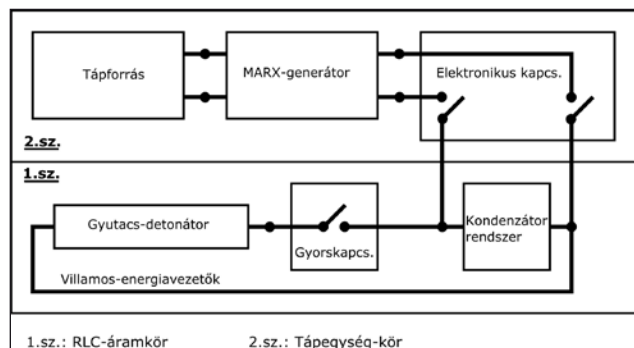 Tápforrás
MARX-generátor
Elektronikus kapcs.
2.sz.
1.sz.
Gyutacs-detonátor
Gyorskapcs.
Kondenzátor
rendszer
Villamos-energiavezetők
1.sz.: RLC-áramkör 2.sz.: Tápegység-kör